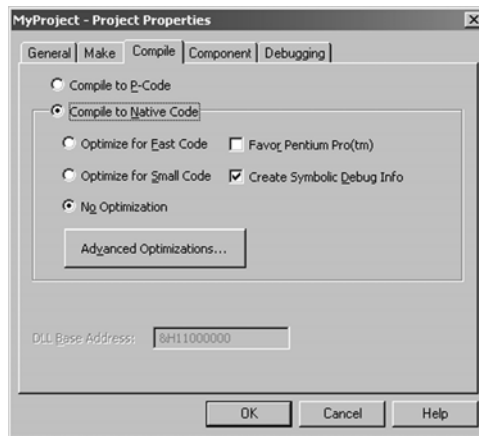 MyProject - Project Properties
General Make Compile Component Debugging
Compile to P-Code
Compile to Native Code
Optimize for Fast Code
Favor Pentium Pro(tm)
Optimize for Small Code
Create Symbolic Debug Info
No Optimization
Advanced Optimizations...
DLL Base Address: &H11000000
OK Cancel Help